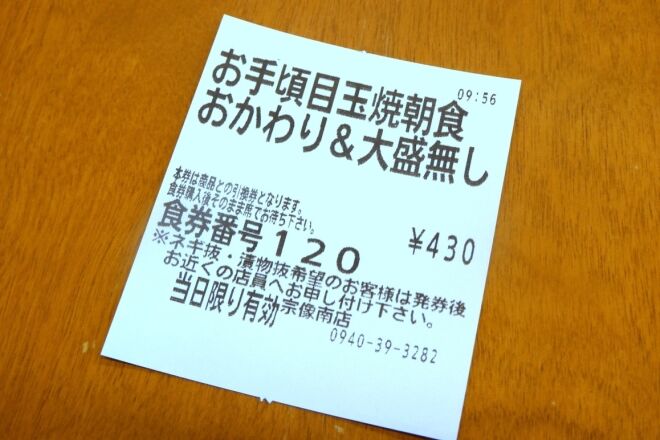 09:56
お手頃目玉焼朝食
おかわり&大盛無し
本券は商品との引換券となります。
食券購入後そのまま席でお待ち下さい。
¥430
食券番号120
※ネギ抜・漬物抜希望のお客様は発券後
お近くの店員へお申し付け下さい。
当日限り有効宗像南店
0940-39-3282